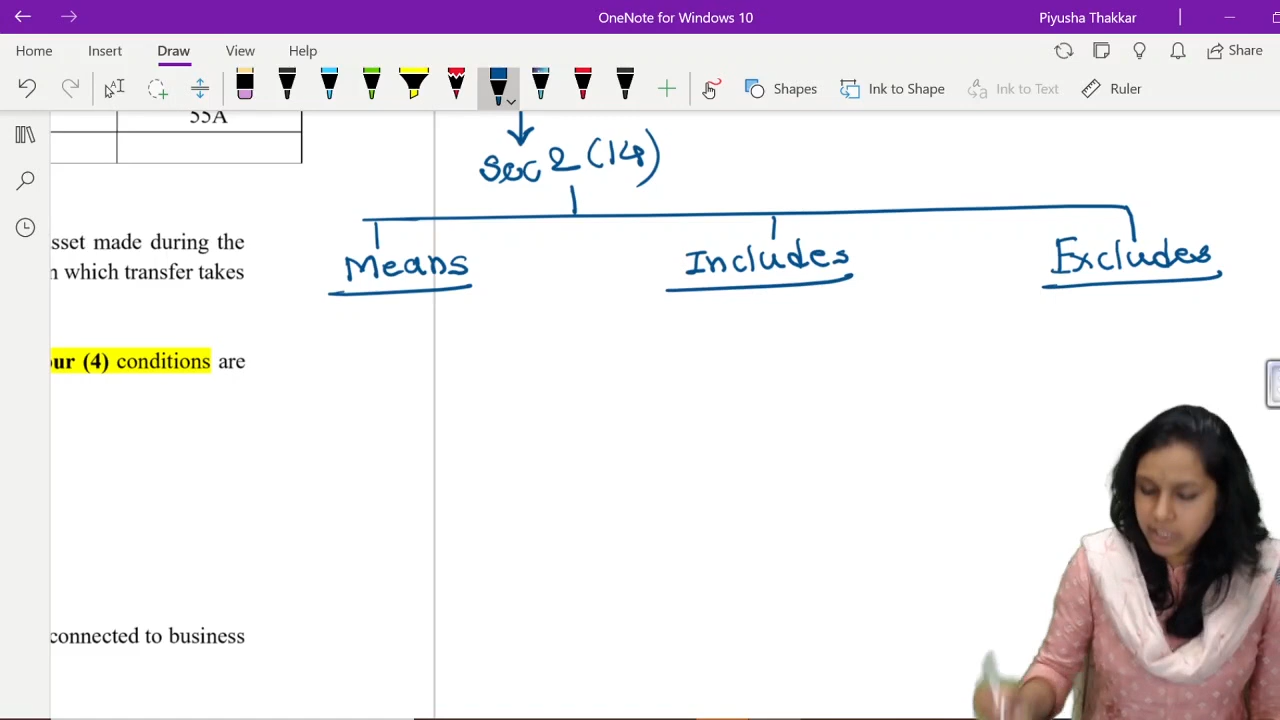 OneNote for Windows 10
Piyusha Thakkar
Home Insert Draw View Help
Share
Shapes Ink to Shape Ink to Text Ruler
55A
Sec 2 (14)
Means Includes Excludes
sset made during the
which transfer takes
ur (4) conditions are
connected to business